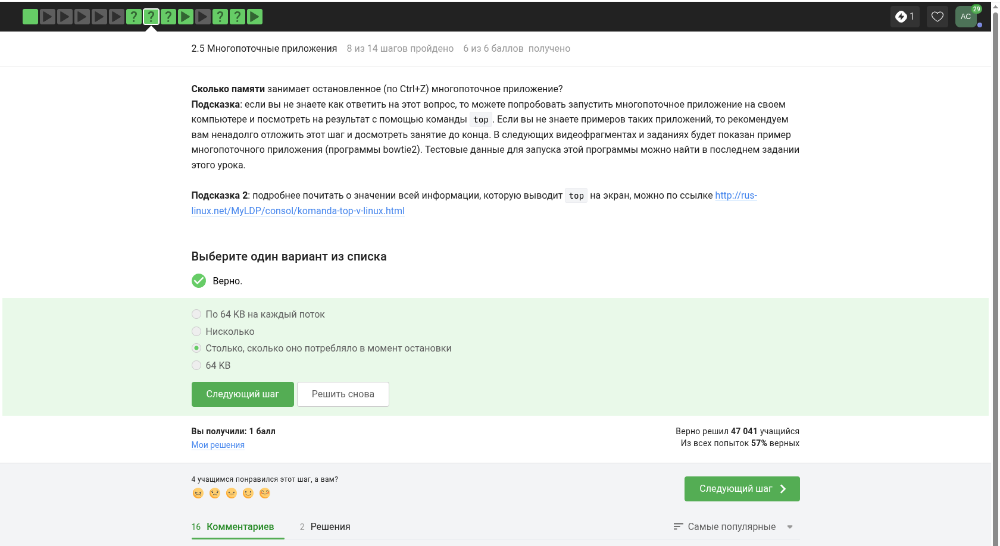 ? ? ? ? ?
1
AC
29
2.5 Многопоточные приложения 8 из 14 шагов пройдено 6 из 6 баллов получено
Сколько памяти занимает остановленное (по Ctrl+Z) многопоточное приложение?
Подсказка: если вы не знаете как ответить на этот вопрос, то можете попробовать запустить многопоточное приложение на своем
компьютере и посмотреть на результат с помощью команды top. Если вы не знаете примеров таких приложений, то рекомендуем
вам ненадолго отложить этот шаг и досмотреть занятие до конца. В следующих видеофрагментах и заданиях будет показан пример
многопоточного приложения (программы bowtie2). Тестовые данные для запуска этой программы можно найти в последнем задании
этого урока.
Подсказка 2: подробнее почитать о значении всей информации, которую выводит top на экран, можно по ссылке http://rus-
linux.net/MyLDP/consol/komanda-top-v-linux.html
Выберите один вариант из списка
Верно.
По 64 KB на каждый поток
Нисколько
Столько, сколько оно потребляло в момент остановки
64 KB
Следующий шаг Решить снова
Вы получили: 1 балл
Мои решения
Верно решил 47 041 учащийся
Из всех попыток 57% верных
4 учащимся понравился этот шаг, а вам?
Следующий шаг
16 Комментариев 2 Решения Самые популярные